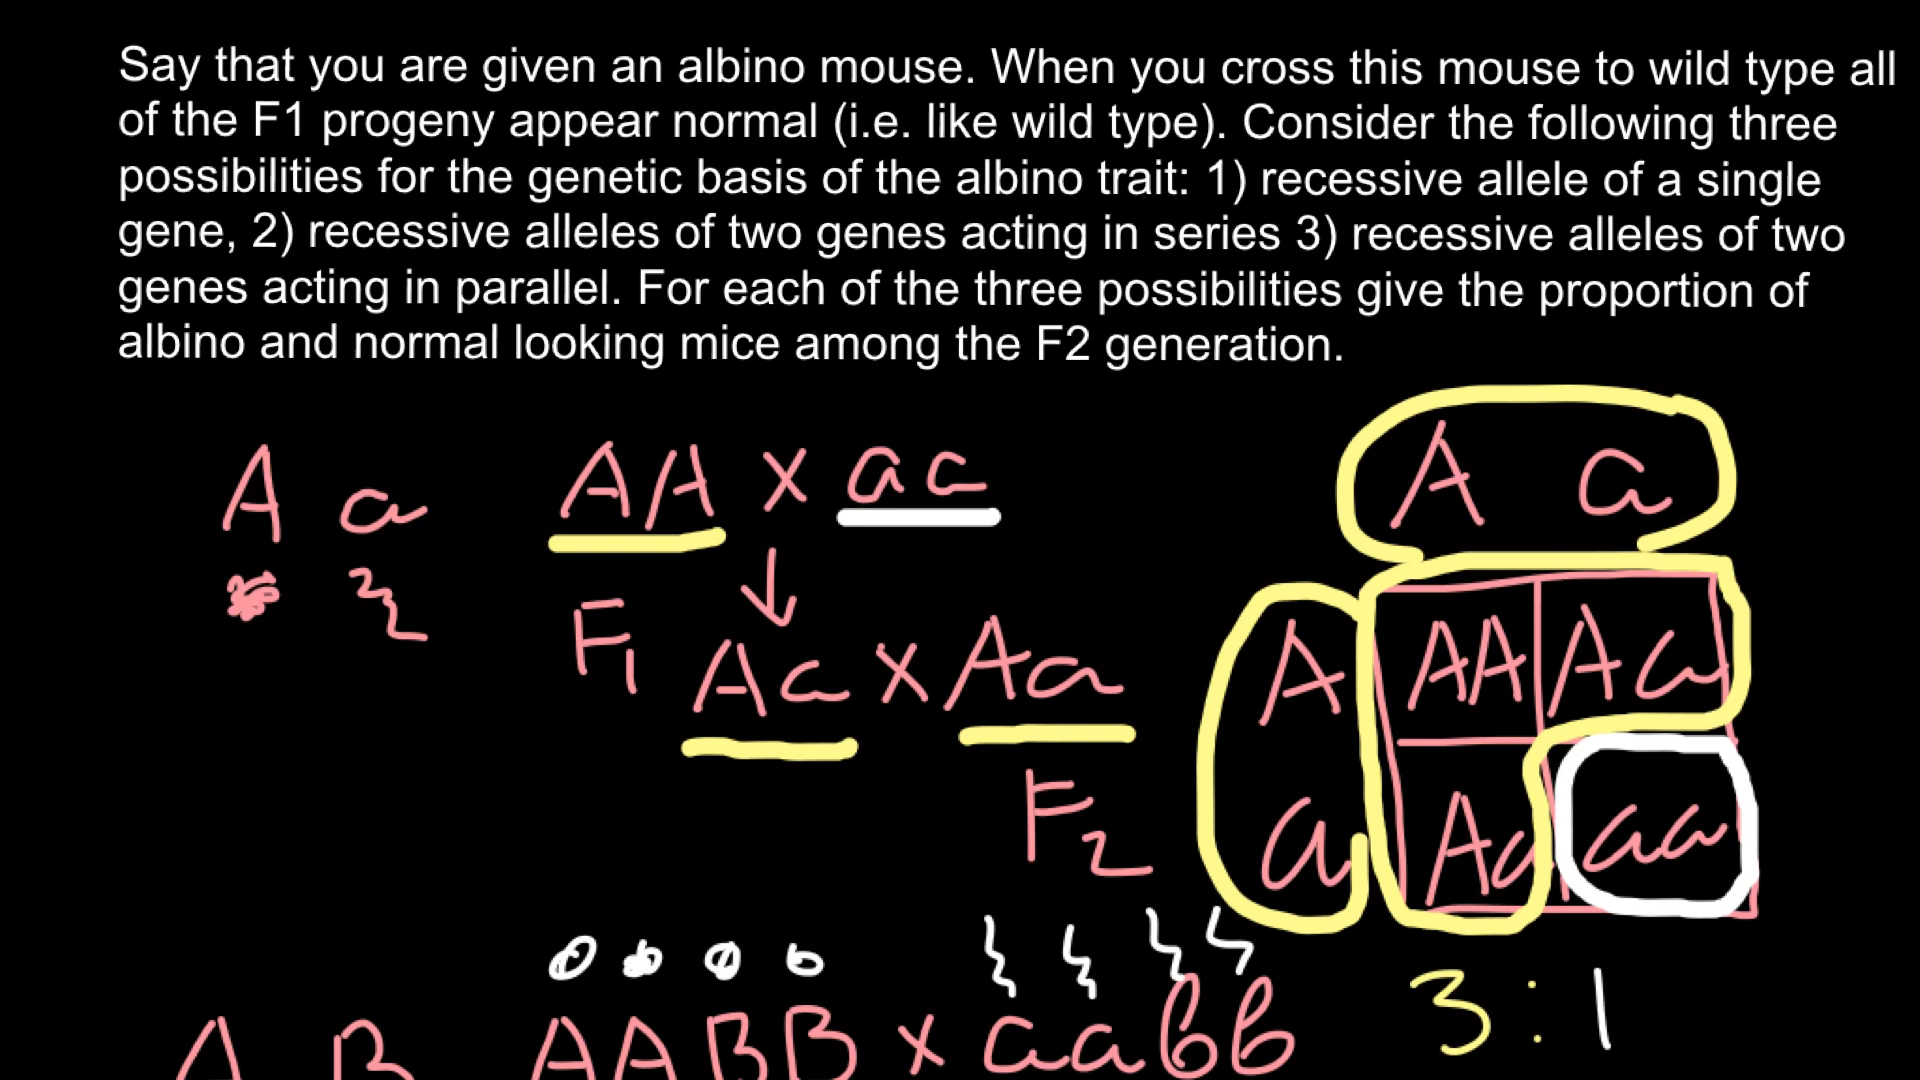 Say that you are given an albino mouse. When you cross this mouse to wild type all
of the F1 progeny appear normal (i.e. like wild type). Consider the following three
possibilities for the genetic basis of the albino trait: 1) recessive allele of a single
gene, 2) recessive alleles of two genes acting in series 3) recessive alleles of two
genes acting in parallel. For each of the three possibilities give the proportion of
albino and normal looking mice among the F2 generation.
A a AA x aa A a
F1 Aa x Aa A AA Aa
F2 a Aa aa
3 : 1
A B AABB x aabb